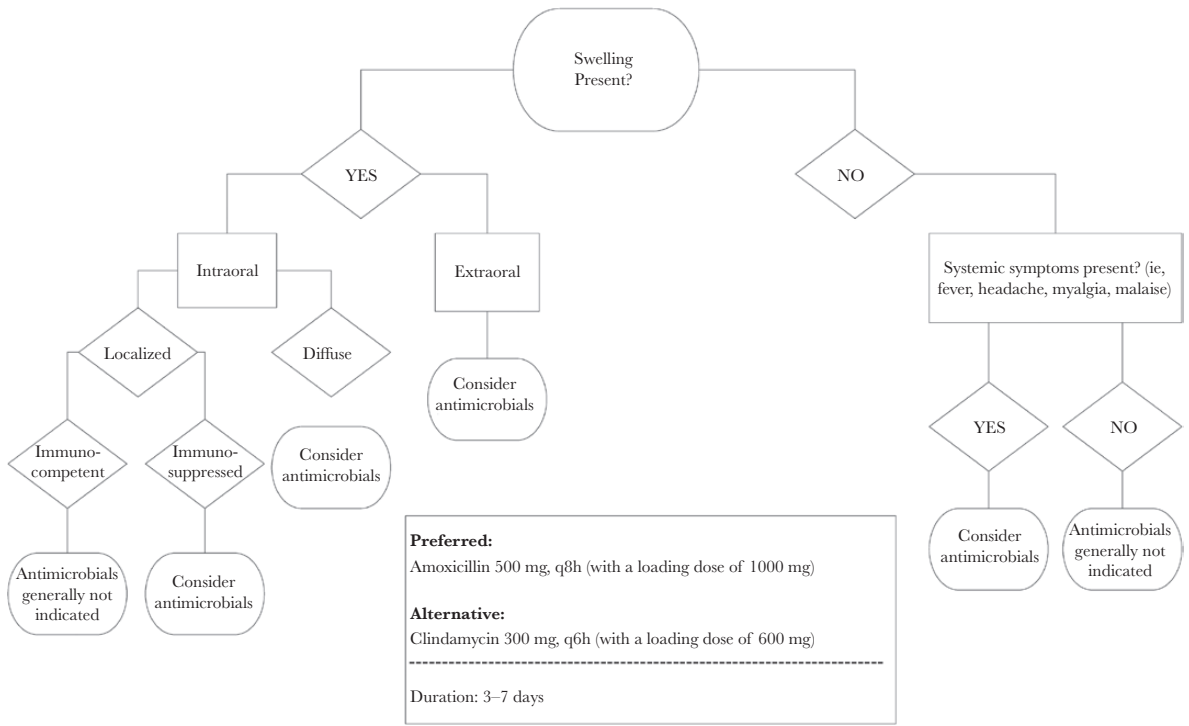 Swelling
Present?
YES
NO
Intraoral
Extraoral
Systemic symptoms present? (ie,
fever, headache, myalgia, malaise)
Localized
Diffuse
Consider
antimicrobials
YES
NO
Immuno-
competent
Immuno-
suppressed
Consider
antimicrobials
Antimicrobials
generally not
indicated
Consider
antimicrobials
Consider
antimicrobials
Antimicrobials
generally not
indicated
Preferred:
Amoxicillin 500 mg, q8h (with a loading dose of 1000 mg)
Alternative:
Clindamycin 300 mg, q6h (with a loading dose of 600 mg)
Duration: 3–7 days